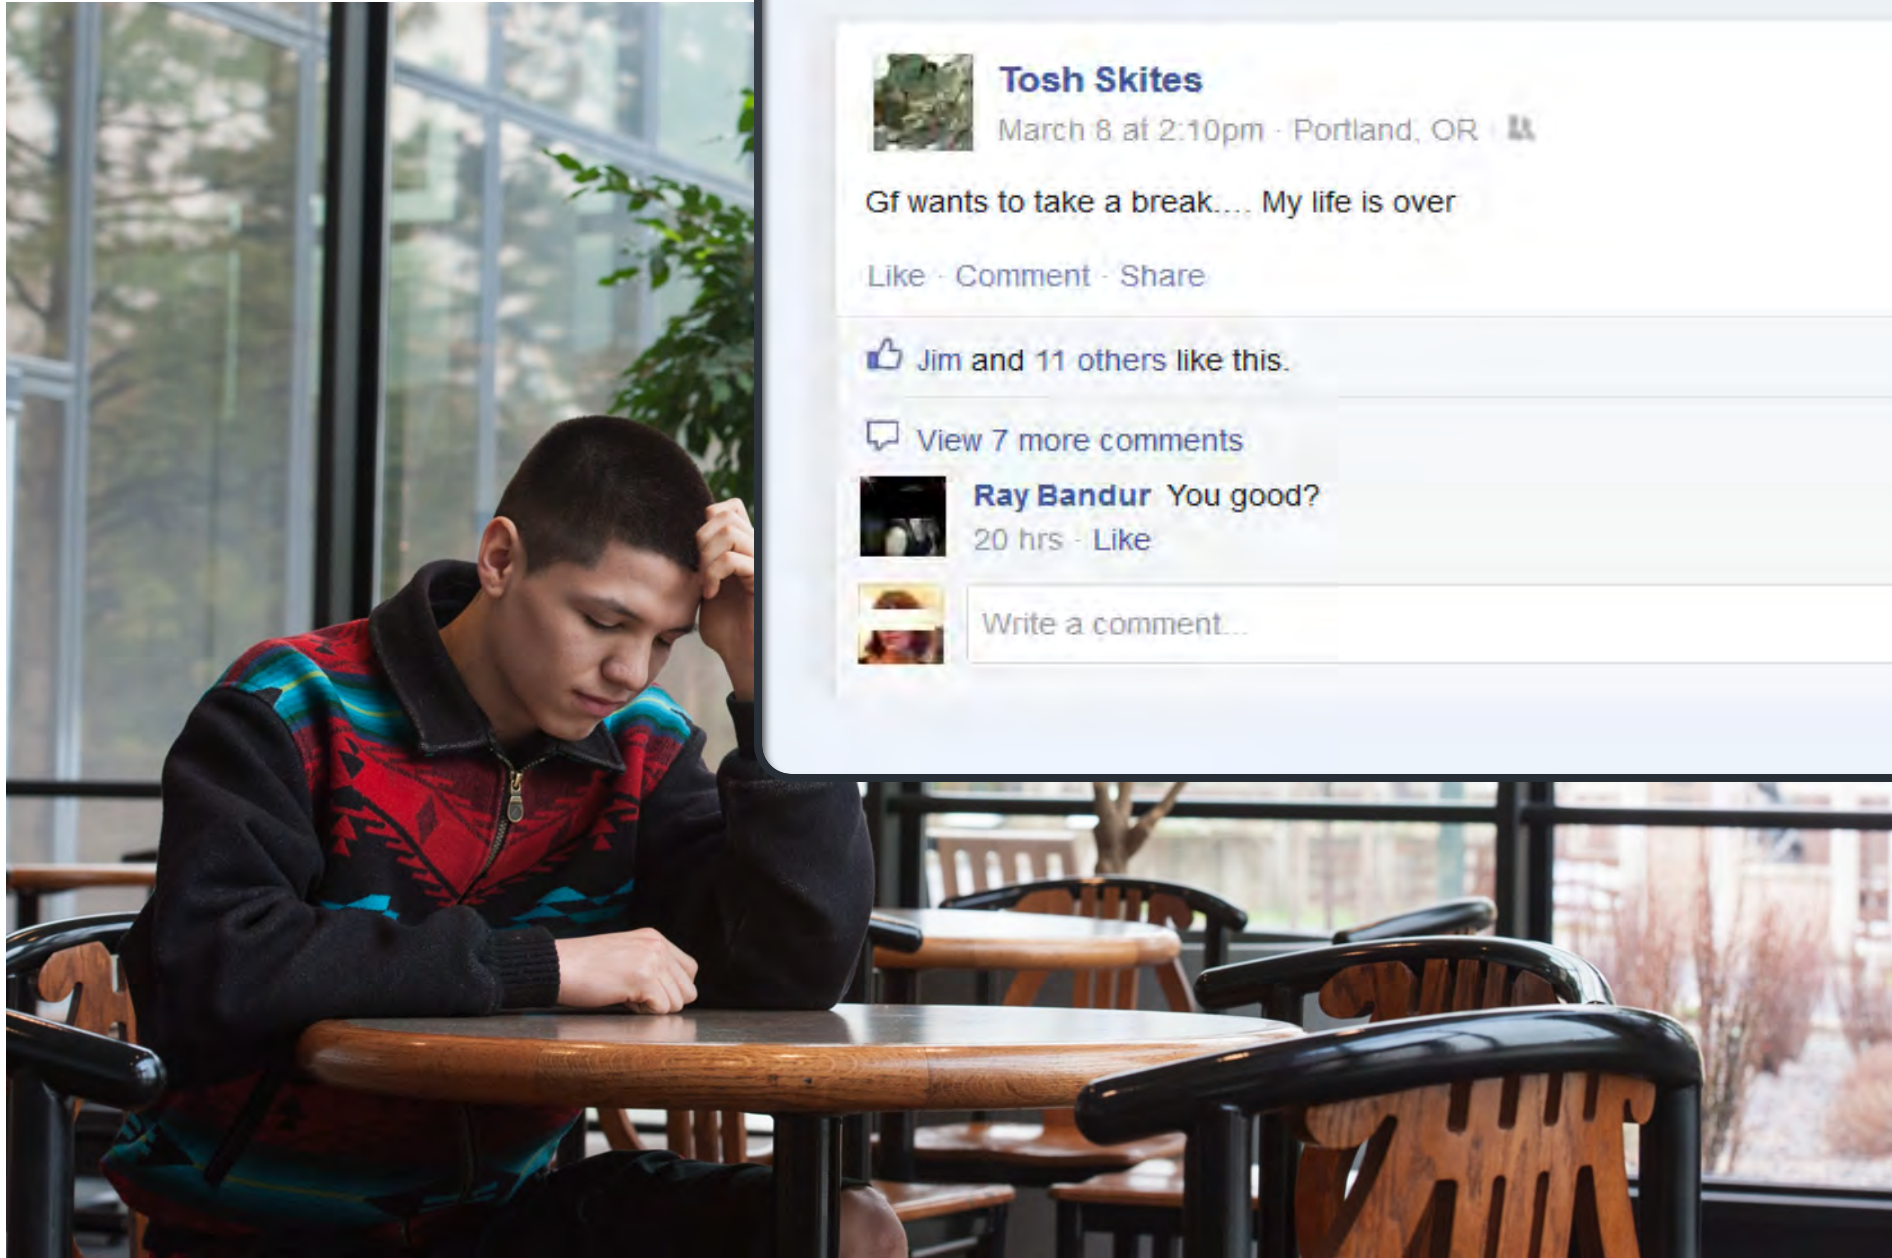 Tosh Skites
March 8 at 2:10pm · Portland, OR
Gf wants to take a break.... My life is over
Like · Comment · Share
Jim and 11 others like this.
View 7 more comments
Ray Bandur You good?
20 hrs · Like
Write a comment...